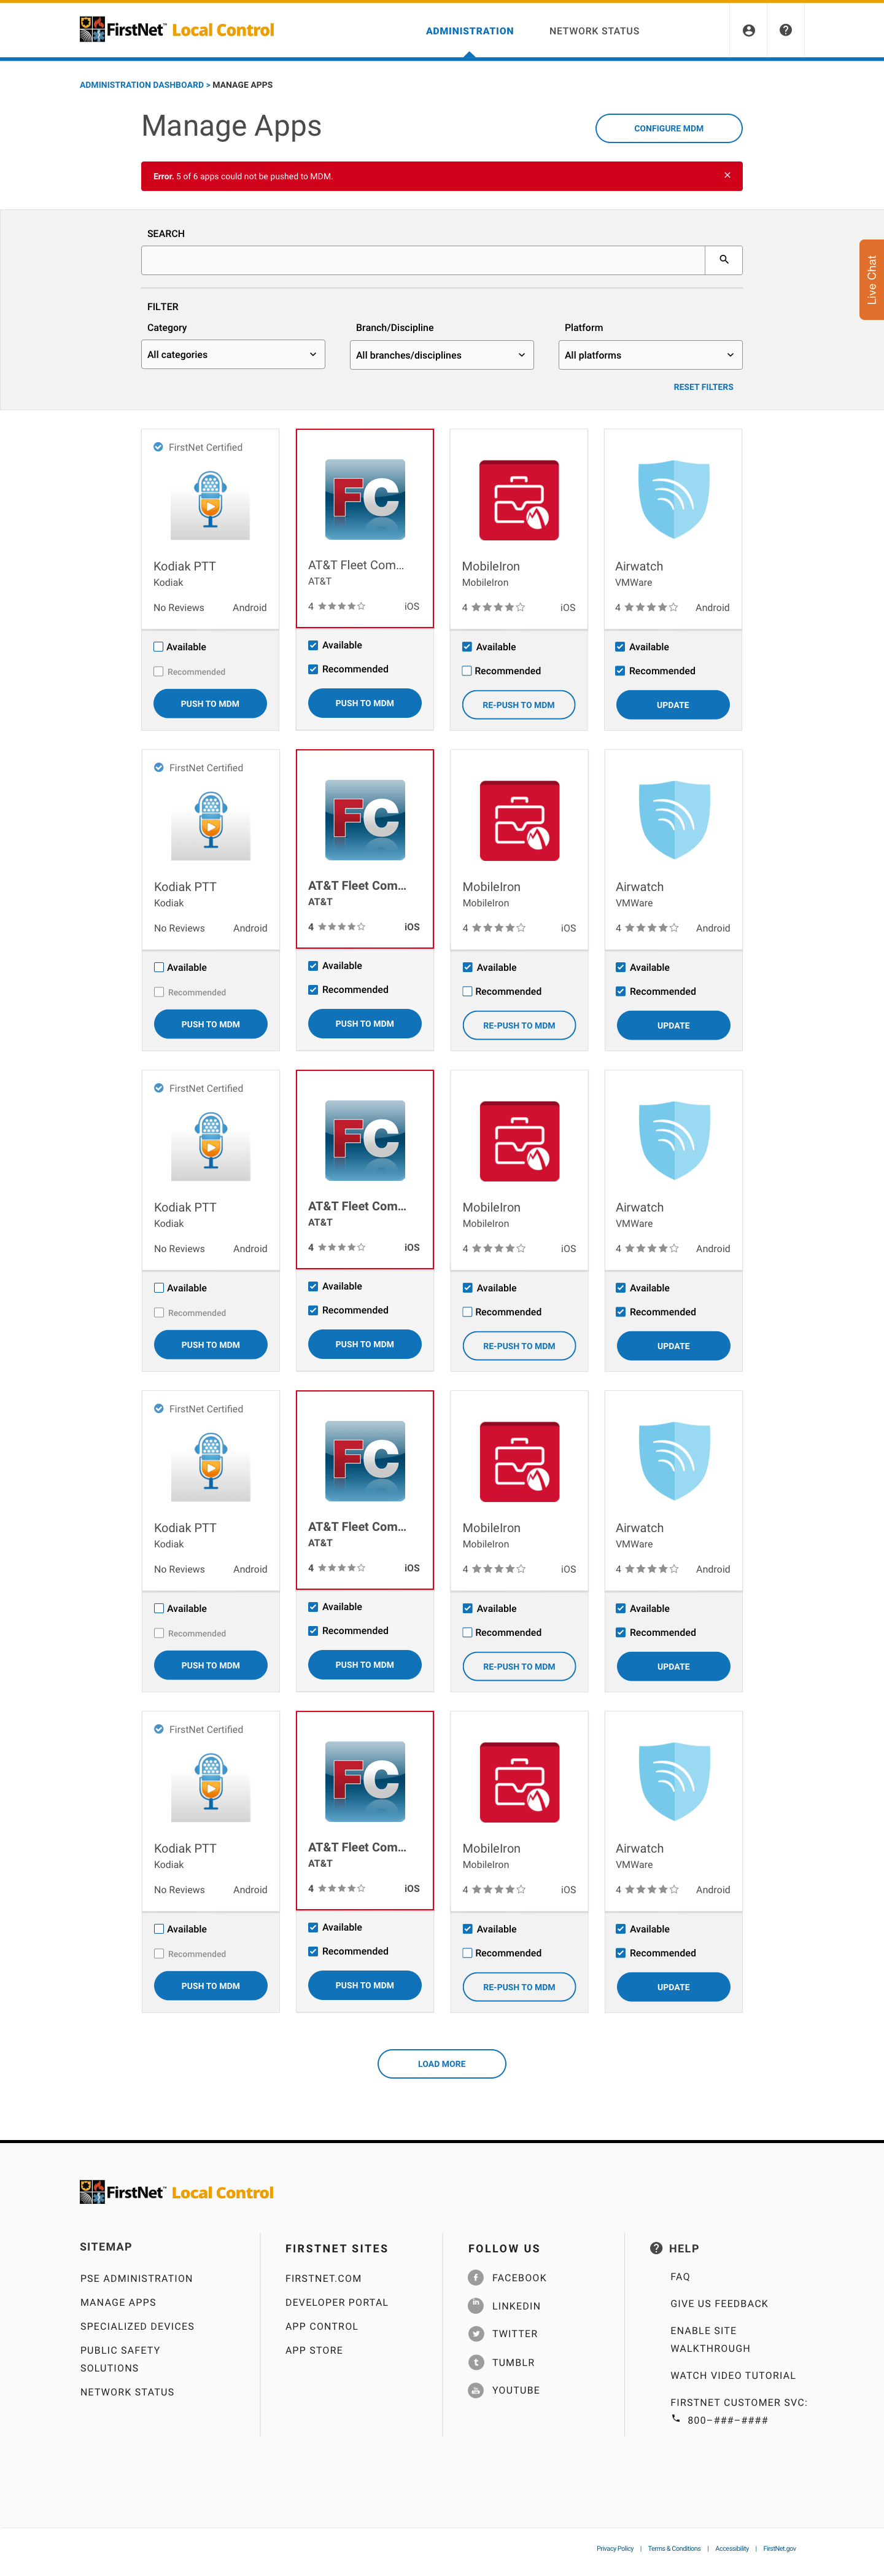 FirstNet™ Local Control
ADMINISTRATION
NETWORK STATUS
ADMINISTRATION DASHBOARD > MANAGE APPS
Manage Apps
CONFIGURE MDM
Error. 5 of 6 apps could not be pushed to MDM.
SEARCH
Live Chat
FILTER
Category
Branch/Discipline
Platform
All categories
All branches/disciplines
All platforms
RESET FILTERS
FirstNet Certified
Kodiak PTT
Kodiak
No Reviews Android
Available
Recommended
PUSH TO MDM
FC
AT&T Fleet Com...
AT&T
4 iOS
Available
Recommended
PUSH TO MDM
MobileIron
MobileIron
4 iOS
Available
Recommended
RE-PUSH TO MDM
Airwatch
VMWare
4 Android
Available
Recommended
UPDATE
FirstNet Certified
Kodiak PTT
Kodiak
No Reviews Android
Available
Recommended
PUSH TO MDM
FC
AT&T Fleet Com...
AT&T
4 iOS
Available
Recommended
PUSH TO MDM
MobileIron
MobileIron
4 iOS
Available
Recommended
RE-PUSH TO MDM
Airwatch
VMWare
4 Android
Available
Recommended
UPDATE
FirstNet Certified
Kodiak PTT
Kodiak
No Reviews Android
Available
Recommended
PUSH TO MDM
FC
AT&T Fleet Com...
AT&T
4 iOS
Available
Recommended
PUSH TO MDM
MobileIron
MobileIron
4 iOS
Available
Recommended
RE-PUSH TO MDM
Airwatch
VMWare
4 Android
Available
Recommended
UPDATE
FirstNet Certified
Kodiak PTT
Kodiak
No Reviews Android
Available
Recommended
PUSH TO MDM
FC
AT&T Fleet Com...
AT&T
4 iOS
Available
Recommended
PUSH TO MDM
MobileIron
MobileIron
4 iOS
Available
Recommended
RE-PUSH TO MDM
Airwatch
VMWare
4 Android
Available
Recommended
UPDATE
FirstNet Certified
Kodiak PTT
Kodiak
No Reviews Android
Available
Recommended
PUSH TO MDM
FC
AT&T Fleet Com...
AT&T
4 iOS
Available
Recommended
PUSH TO MDM
MobileIron
MobileIron
4 iOS
Available
Recommended
RE-PUSH TO MDM
Airwatch
VMWare
4 Android
Available
Recommended
UPDATE
LOAD MORE
FirstNet™ Local Control
SITEMAP
PSE ADMINISTRATION
MANAGE APPS
SPECIALIZED DEVICES
PUBLIC SAFETY
SOLUTIONS
NETWORK STATUS
FIRSTNET SITES
FIRSTNET.COM
DEVELOPER PORTAL
APP CONTROL
APP STORE
FOLLOW US
FACEBOOK
LINKEDIN
TWITTER
TUMBLR
YOUTUBE
HELP
FAQ
GIVE US FEEDBACK
ENABLE SITE
WALKTHROUGH
WATCH VIDEO TUTORIAL
FIRSTNET CUSTOMER SVC:
800–###–####
Privacy Policy | Terms & Conditions | Accessibility | FirstNet.gov